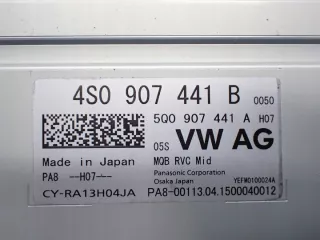 4S0 907 441 B 0050
5Q0 907 441 A H07
05S VW AG
Made in Japan MQB RVC Mid
PA8 --H07-- Panasonic Corporation
Osaka Japan YEFM0100024A
CY-RA13H04JA PA8-00113.04.1500040012